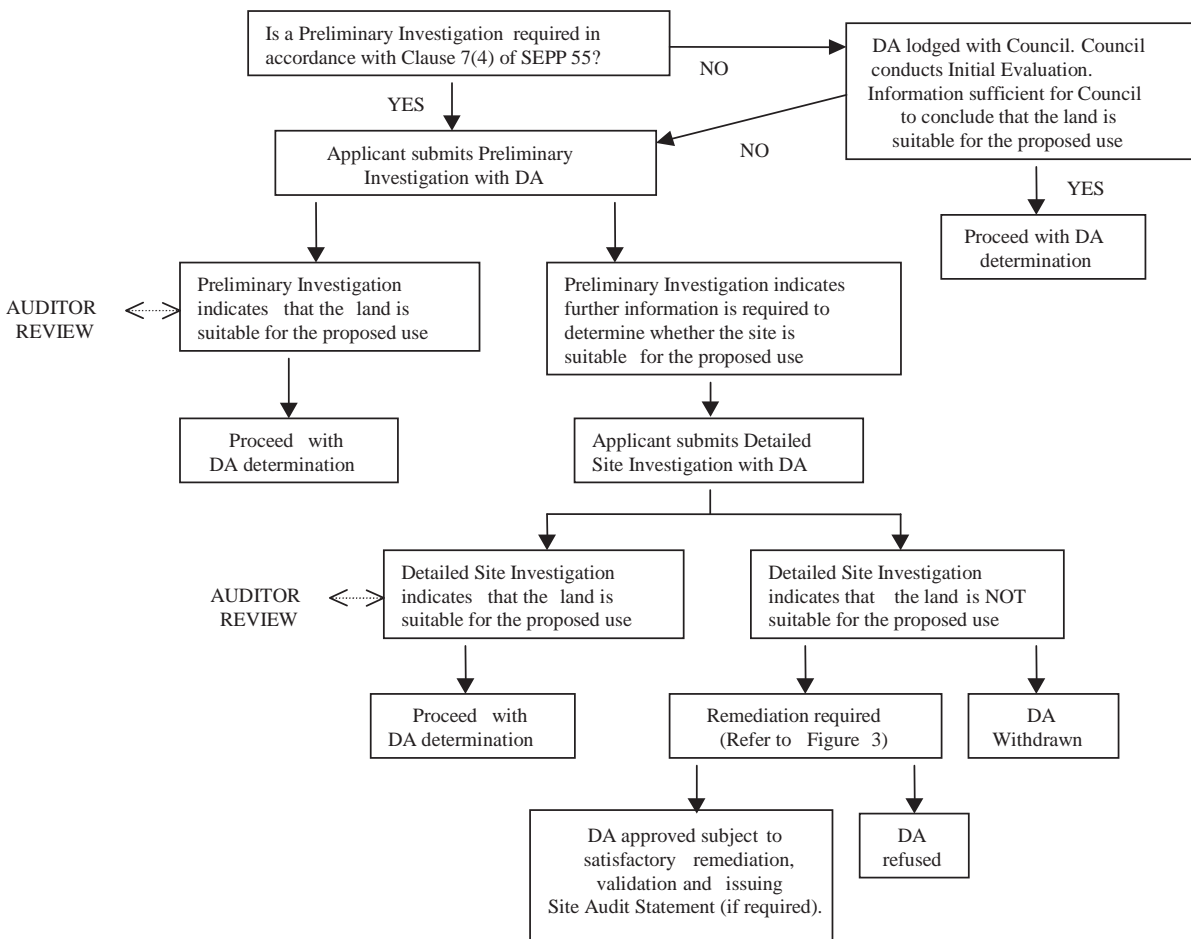 Is a Preliminary Investigation required in
accordance with Clause 7(4) of SEPP 55?
NO
DA lodged with Council. Council
conducts Initial Evaluation.
Information sufficient for Council
to conclude that the land is
suitable for the proposed use
YES
NO
Applicant submits Preliminary
Investigation with DA
YES
Proceed with DA
determination
AUDITOR
REVIEW
Preliminary Investigation
indicates that the land is
suitable for the proposed use
Preliminary Investigation indicates
further information is required to
determine whether the site is
suitable for the proposed use
Proceed with
DA determination
Applicant submits Detailed
Site Investigation with DA
AUDITOR
REVIEW
Detailed Site Investigation
indicates that the land is
suitable for the proposed use
Detailed Site Investigation
indicates that the land is NOT
suitable for the proposed use
Proceed with
DA determination
Remediation required
(Refer to Figure 3)
DA
Withdrawn
DA approved subject to
satisfactory remediation,
validation and issuing
Site Audit Statement (if required).
DA
refused